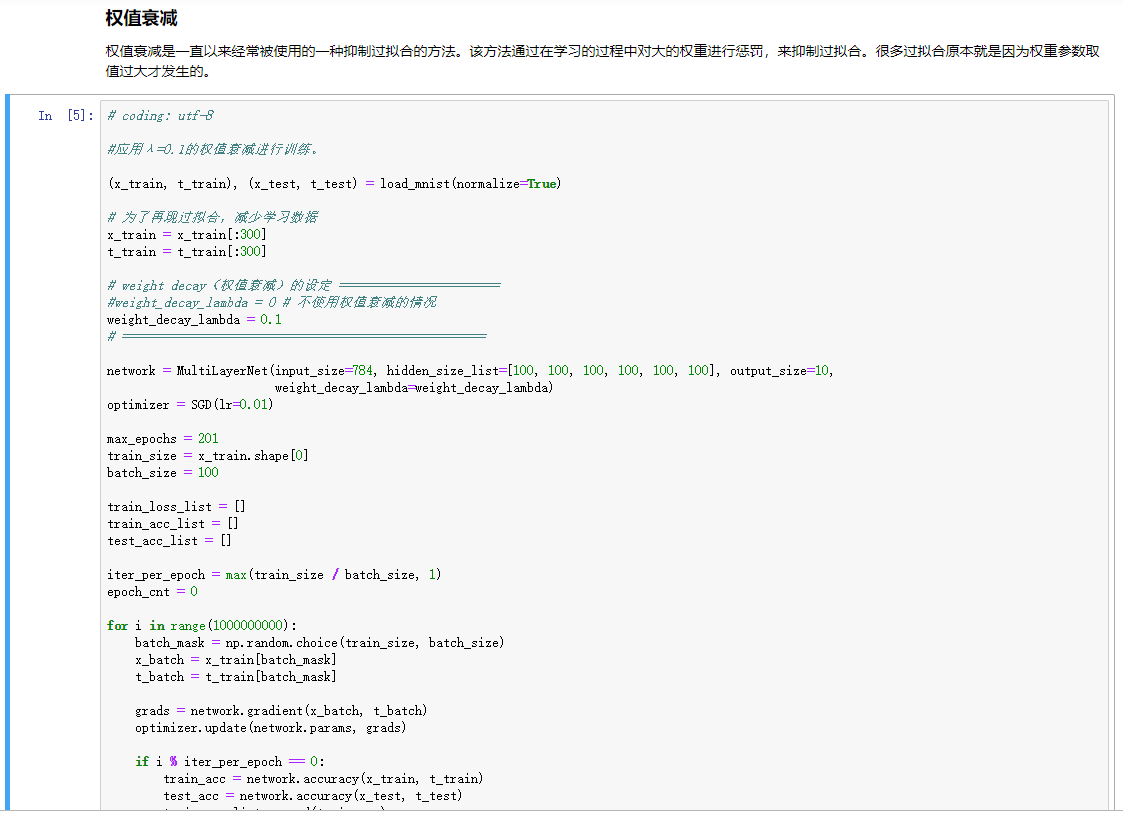 权值衰减
权值衰减是一直以来经常被使用的一种抑制过拟合的方法。该方法通过在学习的过程中对大的权重进行惩罚，来抑制过拟合。很多过拟合原本就是因为权重参数取
值过大才发生的。
In [5]: # coding: utf-8
#应用λ=0.1的权值衰减进行训练。
(x_train, t_train), (x_test, t_test) = load_mnist(normalize=True)
# 为了再现过拟合，减少学习数据
x_train = x_train[:300]
t_train = t_train[:300]
# weight decay（权值衰减）的设定 =======================
#weight_decay_lambda = 0 # 不使用权值衰减的情况
weight_decay_lambda = 0.1
# ====================================================
network = MultiLayerNet(input_size=784, hidden_size_list=[100, 100, 100, 100, 100, 100], output_size=10,
weight_decay_lambda=weight_decay_lambda)
optimizer = SGD(lr=0.01)
max_epochs = 201
train_size = x_train.shape[0]
batch_size = 100
train_loss_list = []
train_acc_list = []
test_acc_list = []
iter_per_epoch = max(train_size / batch_size, 1)
epoch_cnt = 0
for i in range(1000000000):
batch_mask = np.random.choice(train_size, batch_size)
x_batch = x_train[batch_mask]
t_batch = t_train[batch_mask]
grads = network.gradient(x_batch, t_batch)
optimizer.update(network.params, grads)
if i % iter_per_epoch == 0:
train_acc = network.accuracy(x_train, t_train)
test_acc = network.accuracy(x_test, t_test)